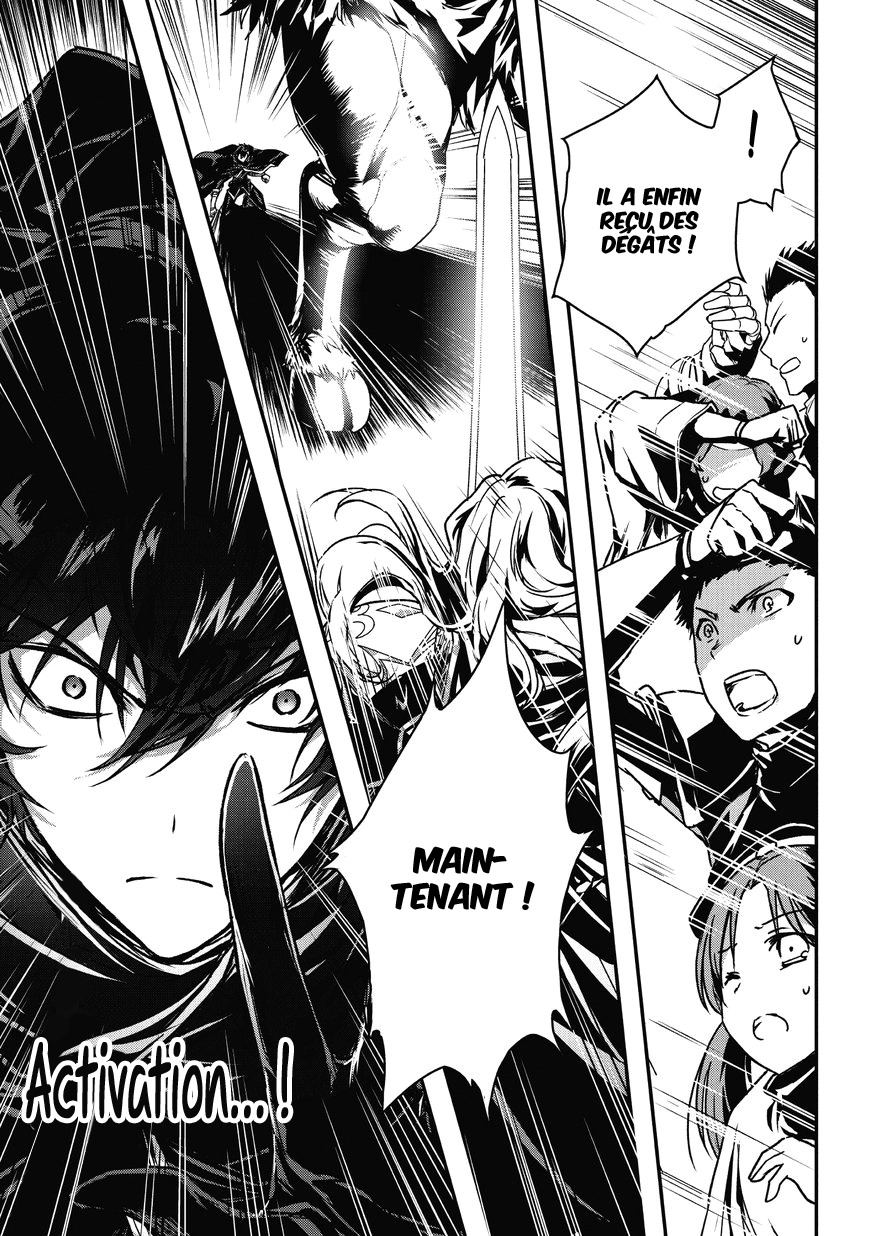 !
IL A ENFIN
REÇU DES
DÉGÂTS !
MAIN-
TENANT !
Activation... !